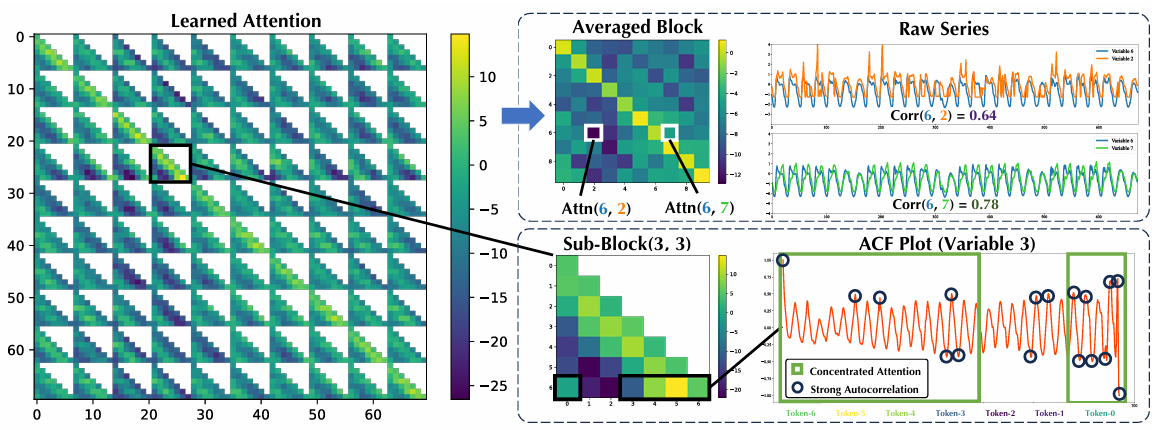 Learned Attention
0
10
20
30
40
50
60
0
10
20
30
40
50
60
10
5
0
−5
−10
−15
−20
−25
Averaged Block
0
2
4
6
8
0
2
4
6
8
0
−2
−4
−6
−8
−10
−12
Attn(6, 2)
Attn(6, 7)
Raw Series
Variable 6
Variable 2
Corr(6, 2) = 0.64
Variable 6
Variable 7
Corr(6, 7) = 0.78
Sub-Block(3, 3)
0
1
2
3
4
5
6
0
1
2
3
4
5
6
10
5
0
−5
−10
−15
−20
ACF Plot (Variable 3)
Concentrated Attention
Strong Autocorrelation
Token-6
Token-5
Token-4
Token-3
Token-2
Token-1
Token-0